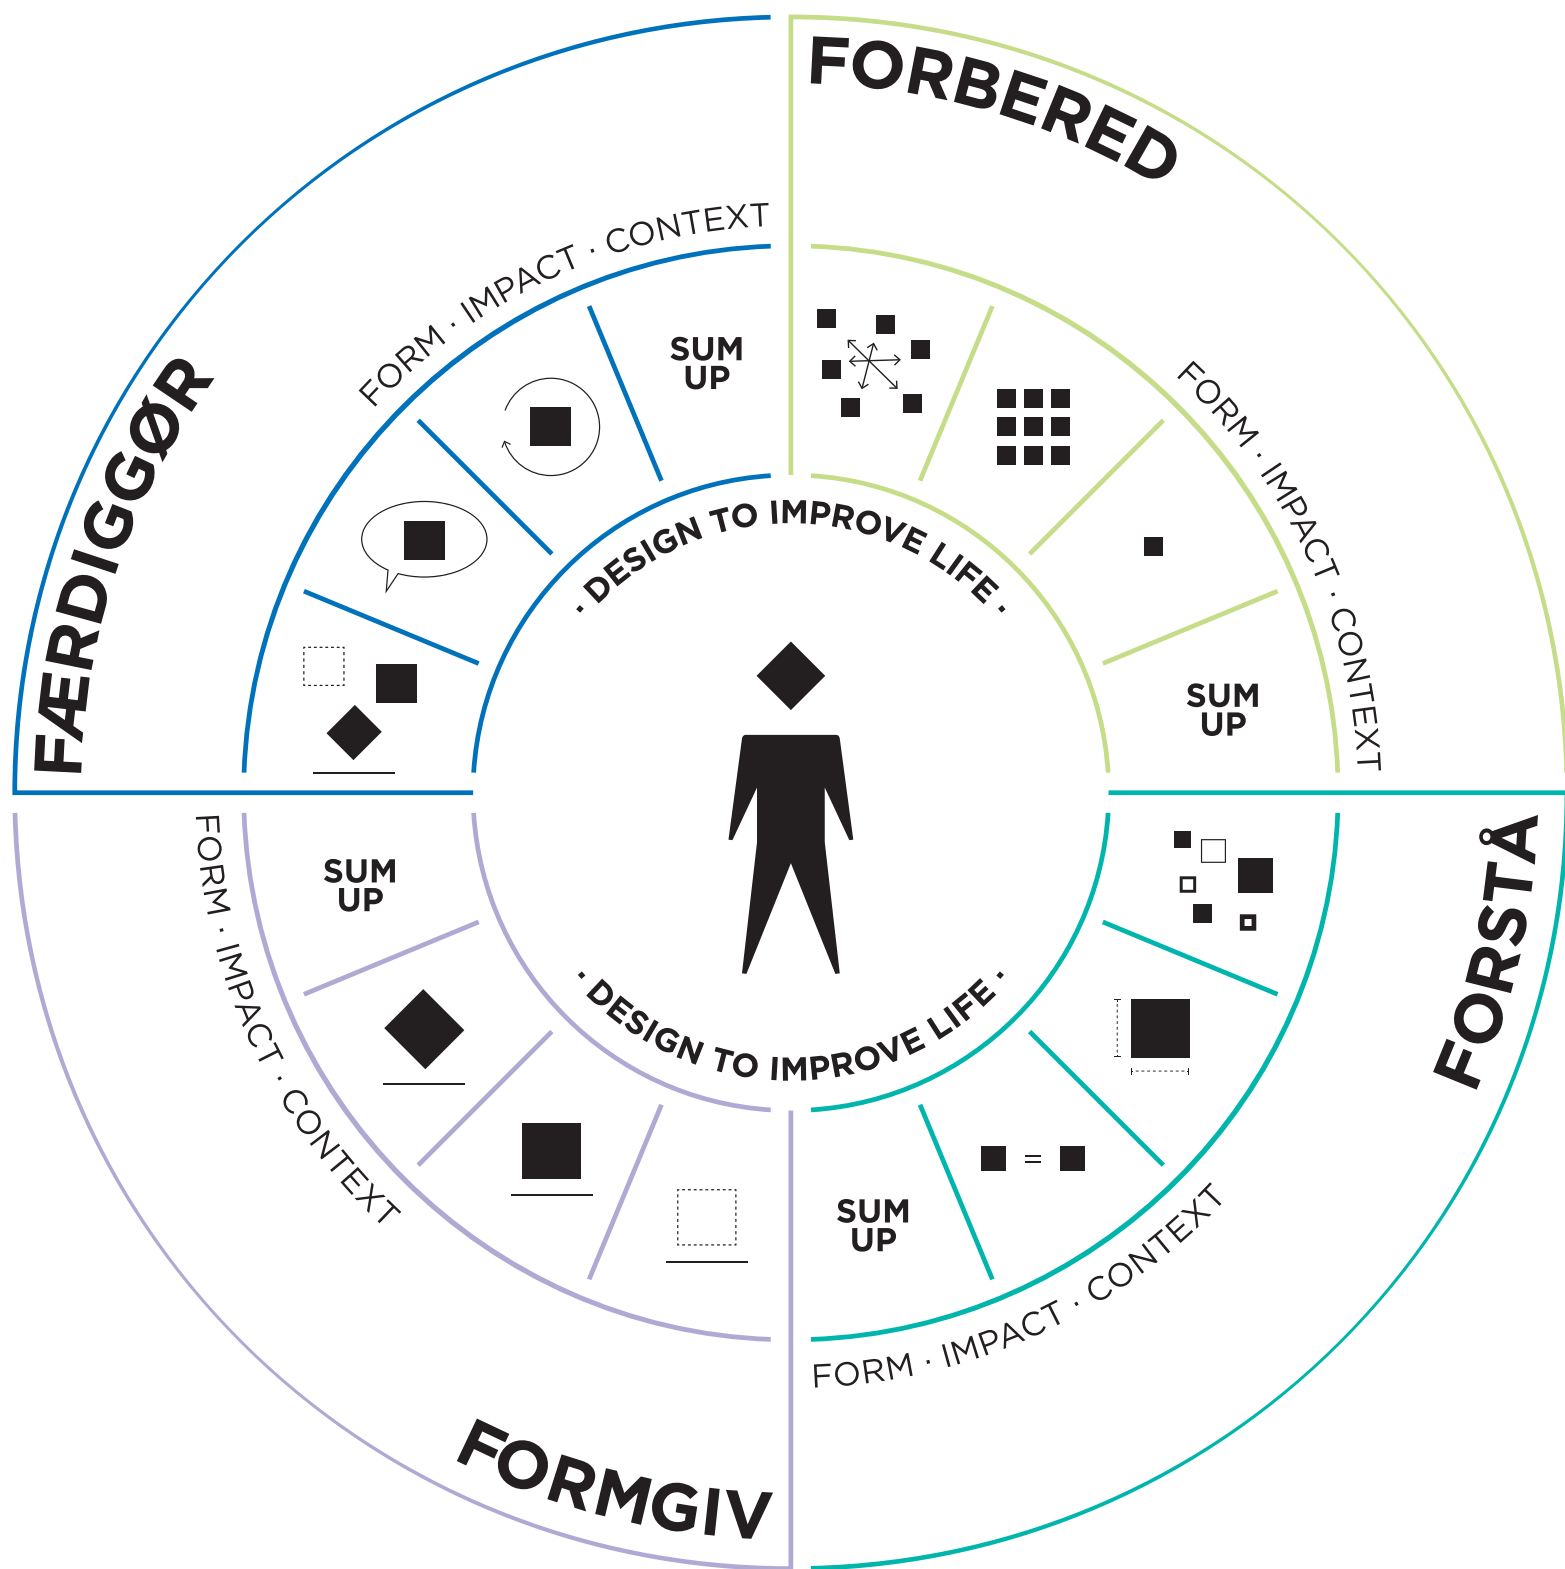 FORBERED
FORM · IMPACT · CONTEXT
SUM
UP
FORSTÅ
FORM · IMPACT · CONTEXT
SUM
UP
FORMGIV
FORM · IMPACT · CONTEXT
SUM
UP
FÆRDIGGØR
FORM · IMPACT · CONTEXT
SUM
UP
· DESIGN TO IMPROVE LIFE ·
· DESIGN TO IMPROVE LIFE ·
=